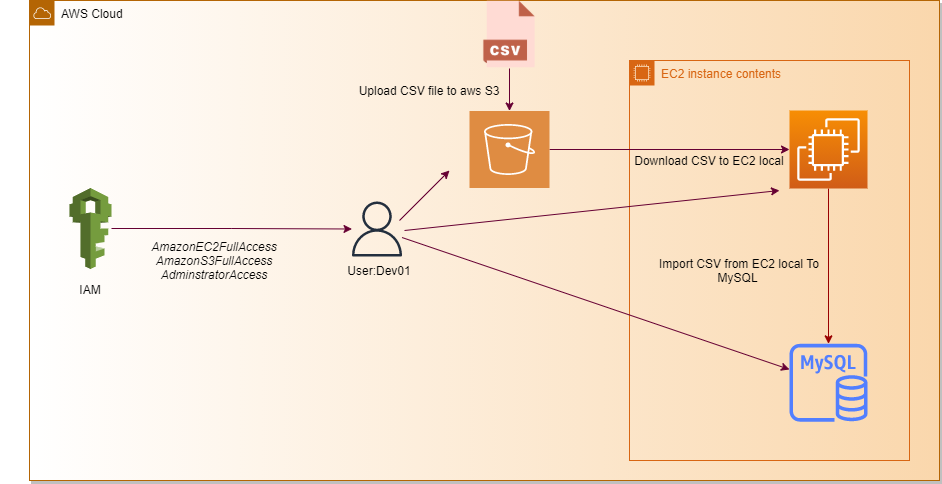 AWS Cloud
CSV
Upload CSV file to aws S3
EC2 instance contents
Download CSV to EC2 local
AmazonEC2FullAccess
AmazonS3FullAccess
AdminstratorAccess
IAM
User:Dev01
Import CSV from EC2 local To
MySQL
MySQL